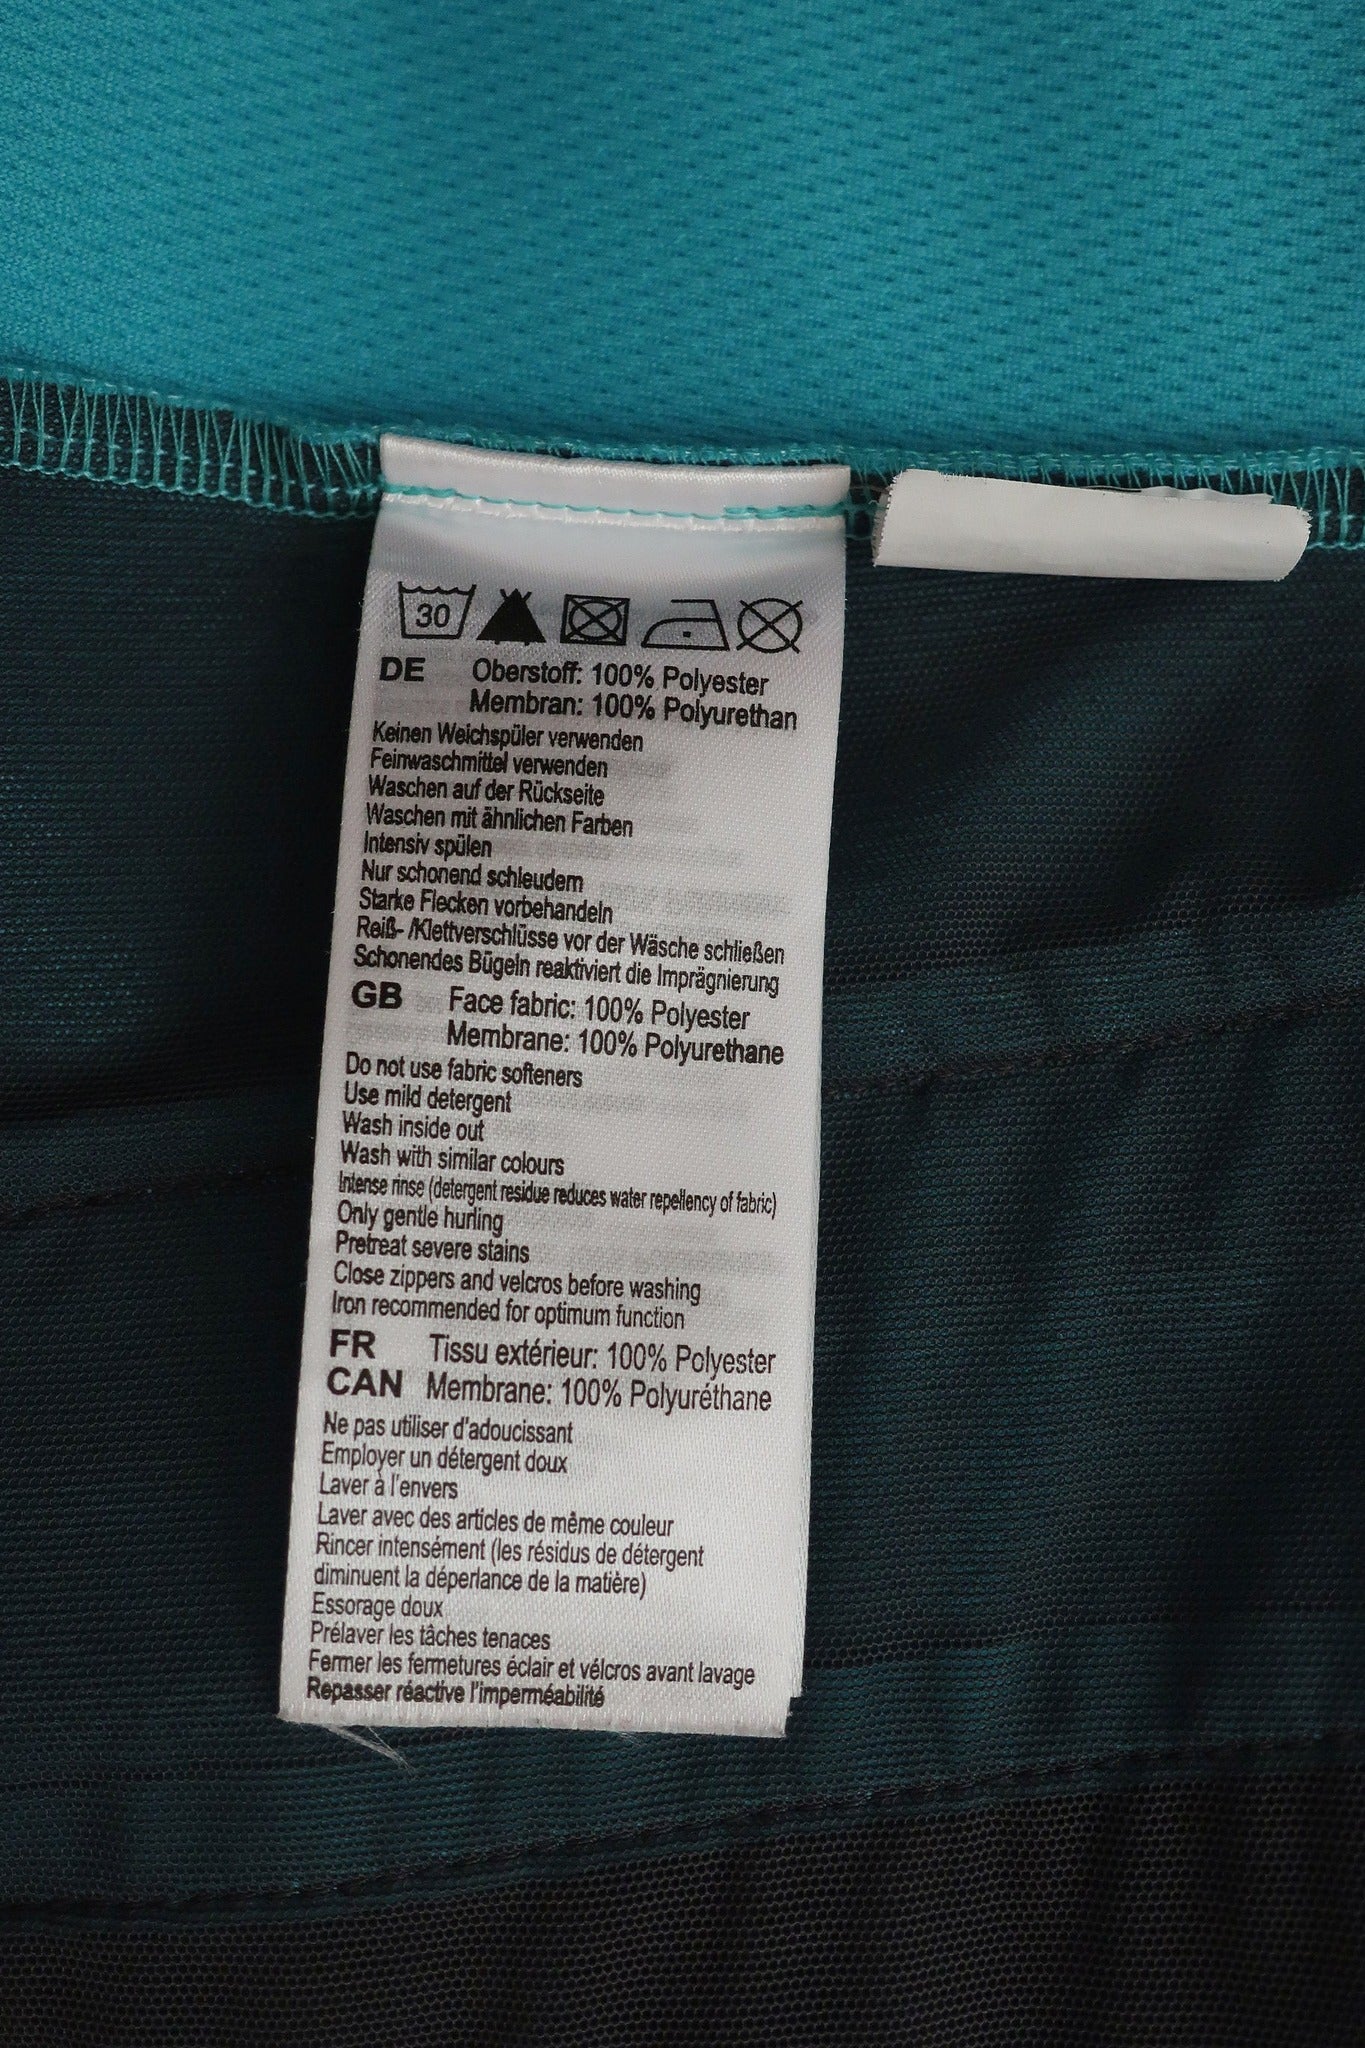 30
DE Oberstoff: 100% Polyester
Membran: 100% Polyurethan
Keinen Weichspüler verwenden
Feinwaschmittel verwenden
Waschen auf der Rückseite
Waschen mit ähnlichen Farben
Intensiv spülen
Nur schonend schleudern
Starke Flecken vorbehandeln
Reiß- /Klettverschlüsse vor der Wäsche schließen
Schonendes Bügeln reaktiviert die Imprägnierung
GB Face fabric: 100% Polyester
Membrane: 100% Polyurethane
Do not use fabric softeners
Use mild detergent
Wash inside out
Wash with similar colours
Intense rinse (detergent residue reduces water repellency of fabric)
Only gentle hurling
Pretreat severe stains
Close zippers and velcros before washing
Iron recommended for optimum function
FR Tissu extérieur: 100% Polyester
CAN Membrane: 100% Polyuréthane
Ne pas utiliser d'adoucissant
Employer un détergent doux
Laver à l'envers
Laver avec des articles de même couleur
Rincer intensément (les résidus de détergent
diminuent la déperlance de la matière)
Essorage doux
Prélaver les tâches tenaces
Fermer les fermetures éclair et vélcros avant lavage
Repasser réactive l'imperméabilité